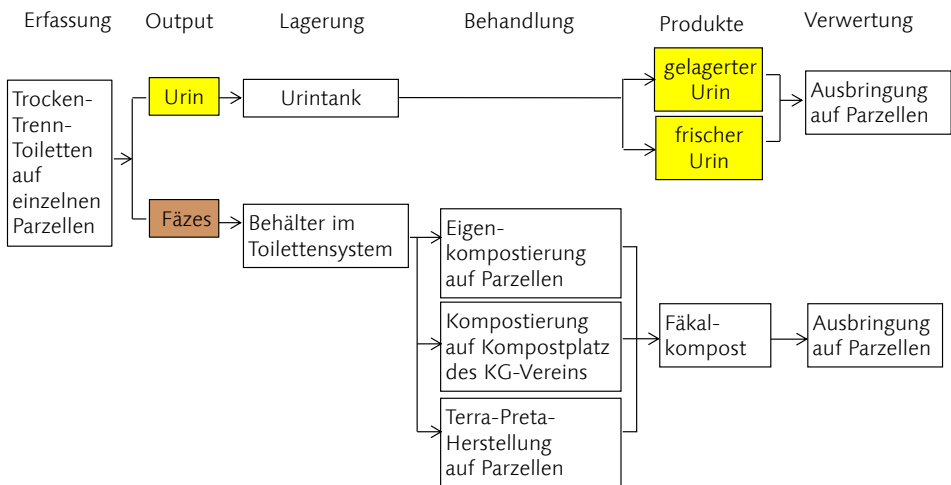 Erfassung Output Lagerung Behandlung Produkte Verwertung
Trocken-
Trenn-
Toiletten
auf
einzelnen
Parzellen
Urin
Urintank
gelagerter
Urin
frischer
Urin
Ausbringung
auf Parzellen
Fäzes
Behälter im
Toilettensystem
Eigen-
kompostierung
auf Parzellen
Kompostierung
auf Kompostplatz
des KG-Vereins
Terra-Preta-
Herstellung
auf Parzellen
Fäkal-
kompost
Ausbringung
auf Parzellen